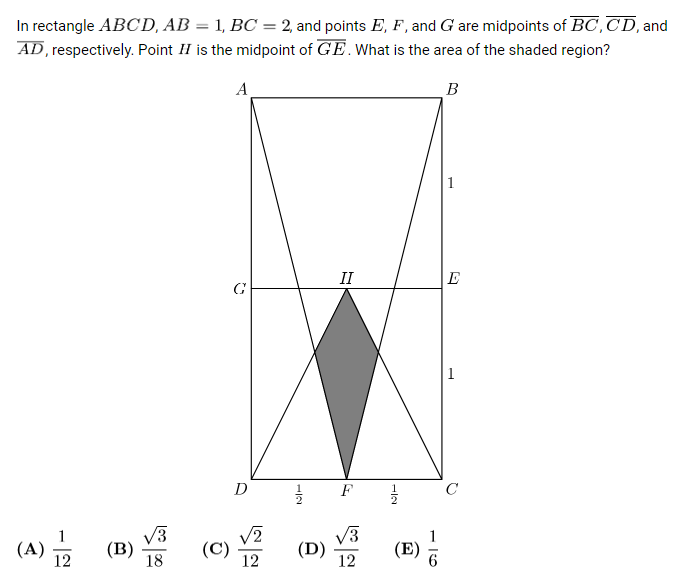 In rectangle ABCD, AB = 1, BC = 2, and points E, F, and G are midpoints of BC, CD, and
AD, respectively. Point H is the midpoint of GE. What is the area of the shaded region?
A B
1
G H E
1
D 1/2 F 1/2 C
(A) 1/12 (B) √3/18 (C) √2/12 (D) √3/12 (E) 1/6